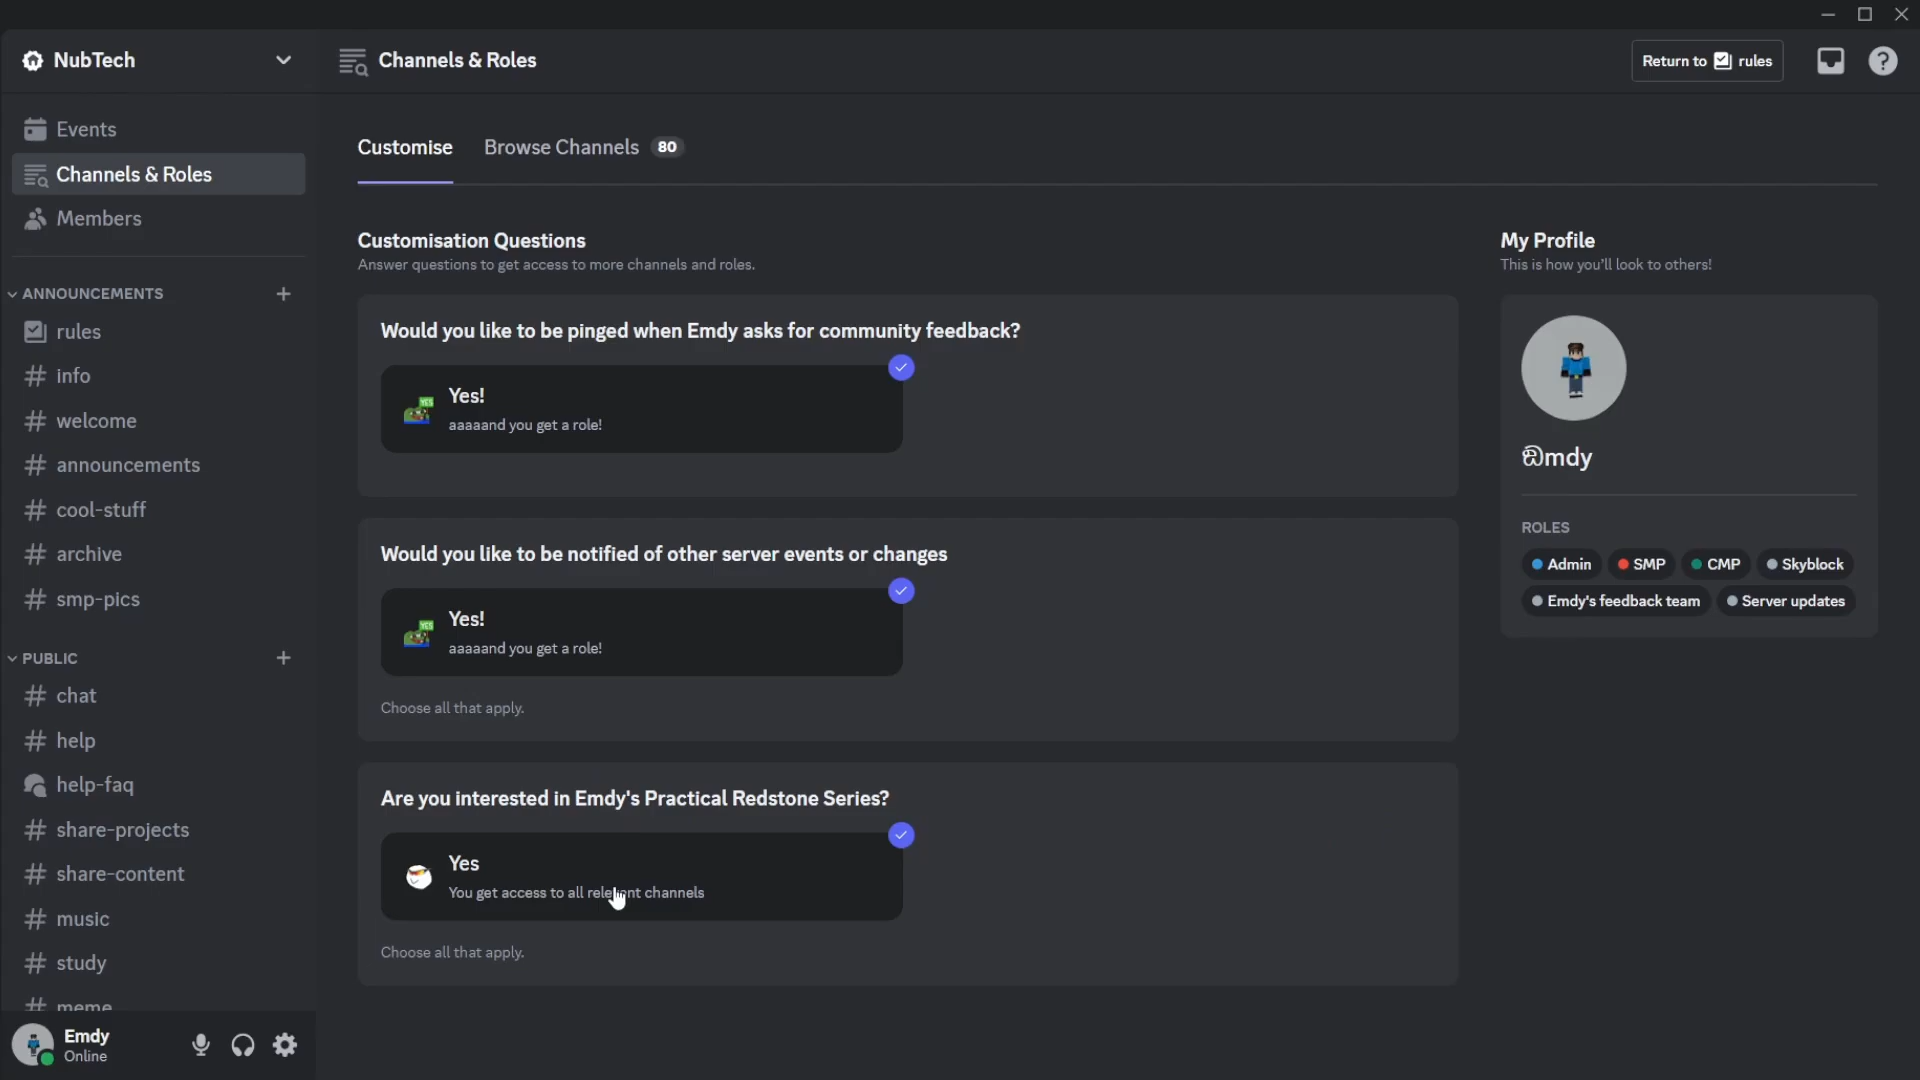 NubTech
Channels & Roles
Return to rules
Events
Channels & Roles
Members
ANNOUNCEMENTS
rules
info
welcome
announcements
cool-stuff
archive
smp-pics
PUBLIC
chat
help
help-faq
share-projects
share-content
music
study
meme
Emdy
Online
Customise
Browse Channels 80
Customisation Questions
Answer questions to get access to more channels and roles.
Would you like to be pinged when Emdy asks for community feedback?
YES
Yes!
aaaaand you get a role!
Would you like to be notified of other server events or changes
YES
Yes!
aaaaand you get a role!
Choose all that apply.
Are you interested in Emdy's Practical Redstone Series?
Yes
You get access to all relevant channels
Choose all that apply.
My Profile
This is how you'll look to others!
ROLES
Admin SMP CMP Skyblock
Emdy's feedback team Server updates